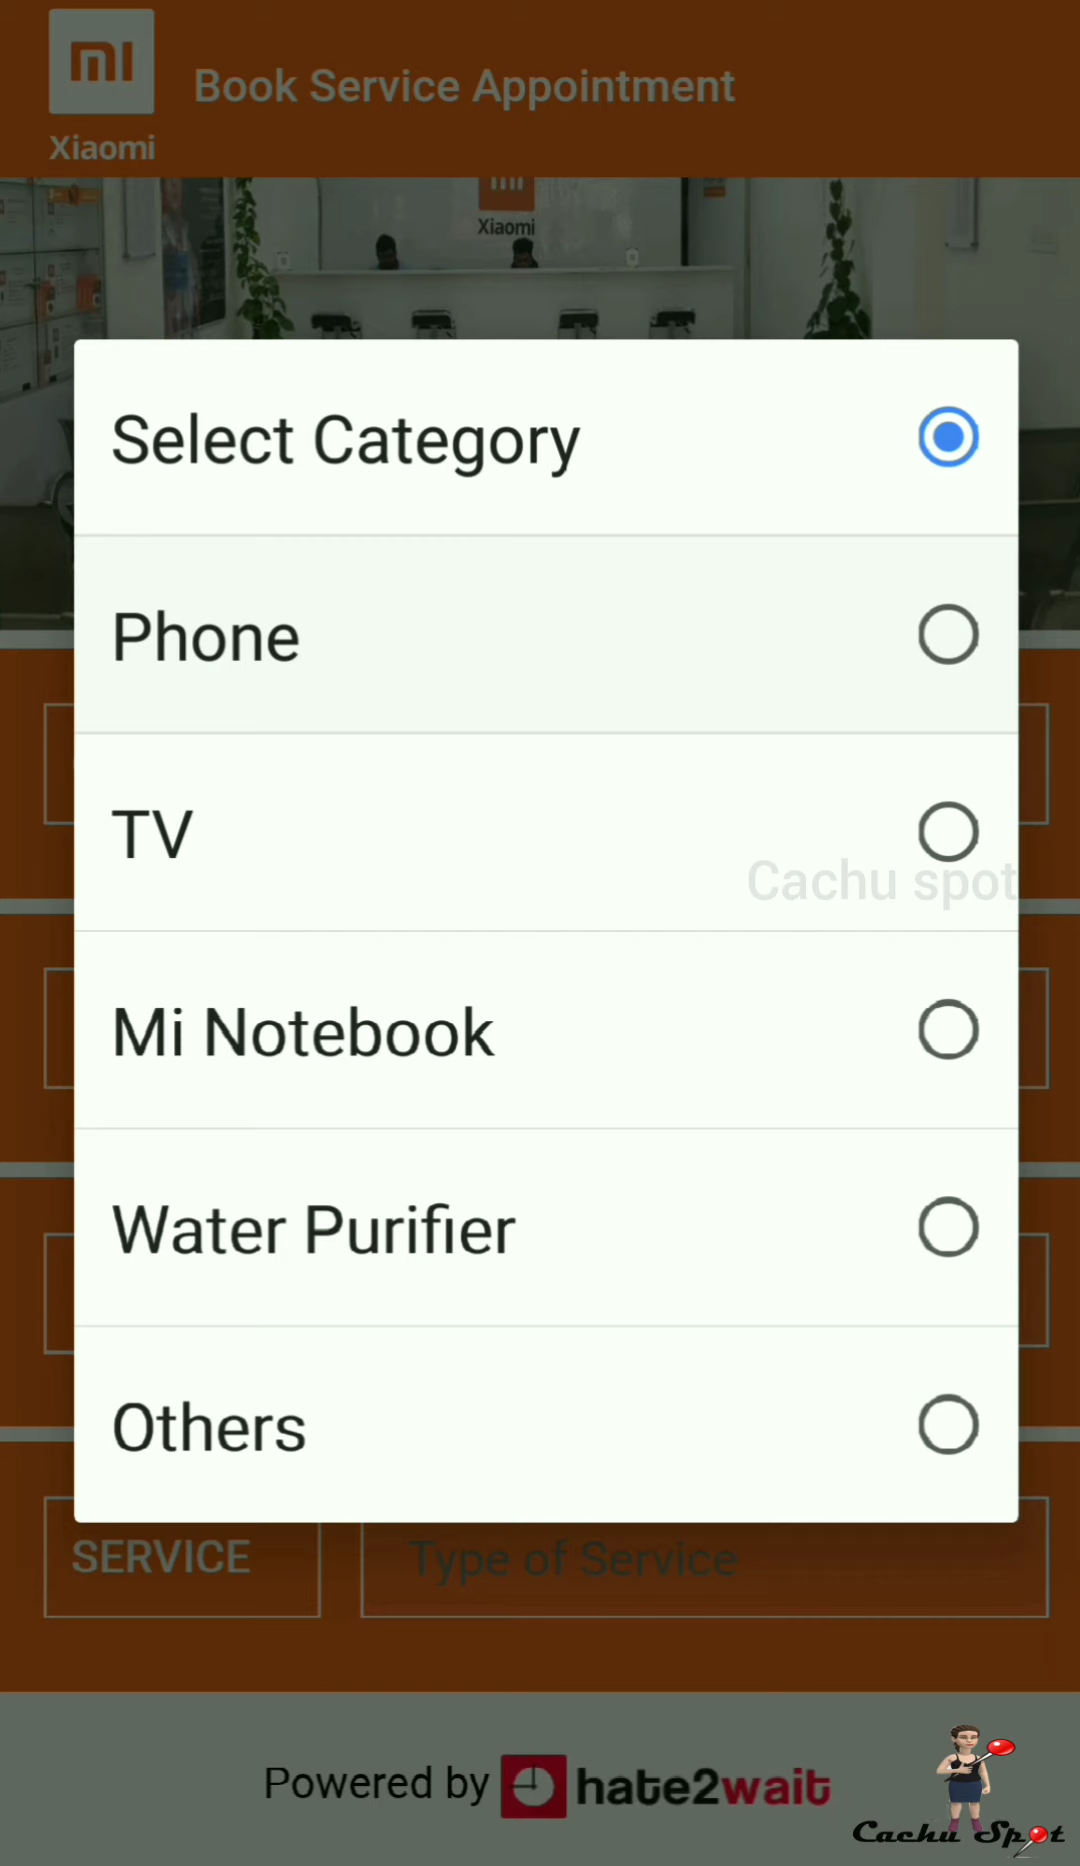 mi
Xiaomi
Book Service Appointment
mi
Xiaomi
Select Category
Phone
TV
Cachu spot
Mi Notebook
Water Purifier
Others
SERVICE
Type of Service
Powered by hate2wait
Cachu Spot